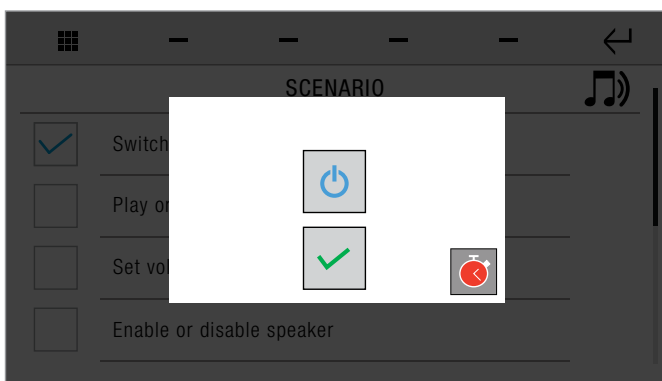 SCENARIO
Switch
Play or
Set vol
Enable or disable speaker